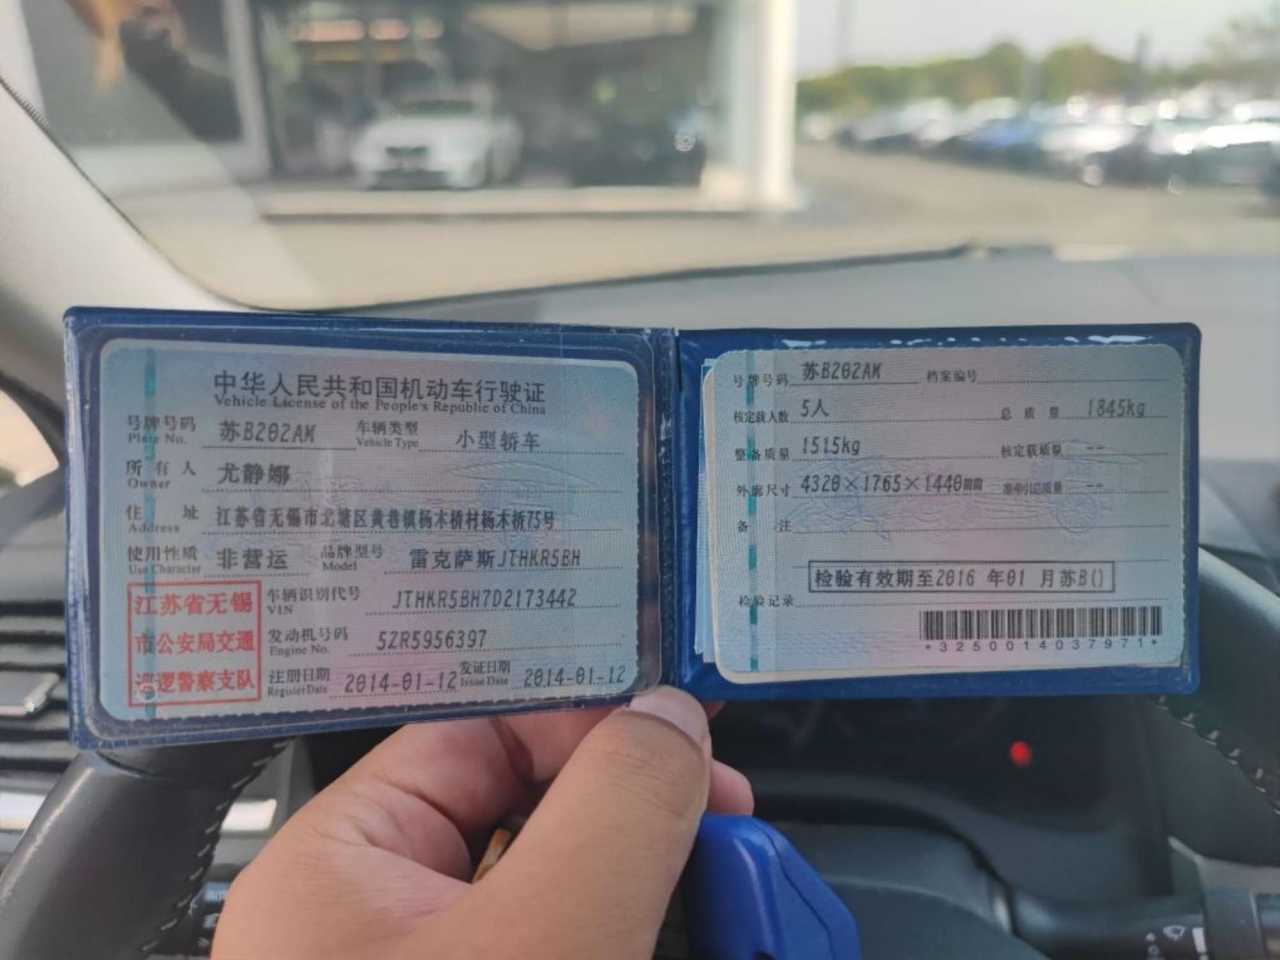 中华人民共和国机动车行驶证
Vehicle License of the People's Republic of China
号牌号码 苏B202AM 车辆类型 小型轿车
Plate No. Vehicle Type
所有人 尤静娜
Owner
住址 江苏省无锡市北塘区黄巷镇杨木桥村杨木桥75号
Address
使用性质 非营运 品牌型号 雷克萨斯JTHKR5BH
Use Character Model
江苏省无锡
市公安局交通
巡逻警察支队
车辆识别代号 JTHKR5BH7D2173442
VIN
发动机号码 5ZR5956397
Engine No.
注册日期 2014-01-12 发证日期 2014-01-12
Register Date Issue Date
号牌号码 苏B202AM 档案编号
核定载人数 5人 总质量 1845kg
整备质量 1515kg 核定载质量 --
外廓尺寸 4320×1765×1440mm 准牵引总质量 --
备注
检验有效期至2016 年01 月苏B()
检验记录
*3250014037971*